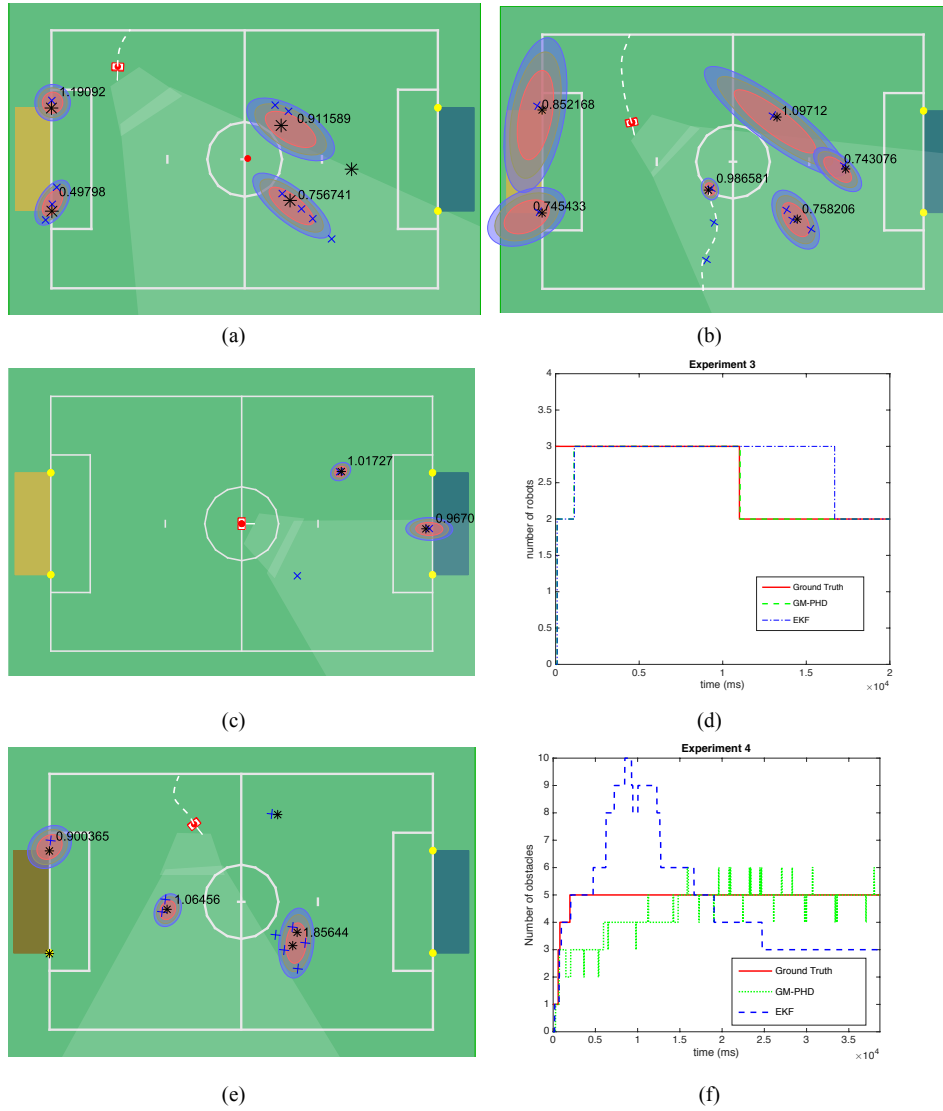 1.19092
0.911589
0.49798
0.756741
(a)
0.852168
1.09712
0.743076
0.986581
0.745433
0.758206
(b)
1.01727
0.9670
(c)
Experiment 3
4
3.5
3
2.5
2
1.5
1
0.5
0
number of robots
Ground Truth
GM-PHD
EKF
0 0.5 1 1.5 2
time (ms)
×10^4
(d)
0.900365
1.06456
1.85644
(e)
Experiment 4
10
9
8
7
6
5
4
3
2
1
0
Number of obstacles
Ground Truth
GM-PHD
EKF
0 0.5 1 1.5 2 2.5 3 3.5
time (ms)
×10^4
(f)